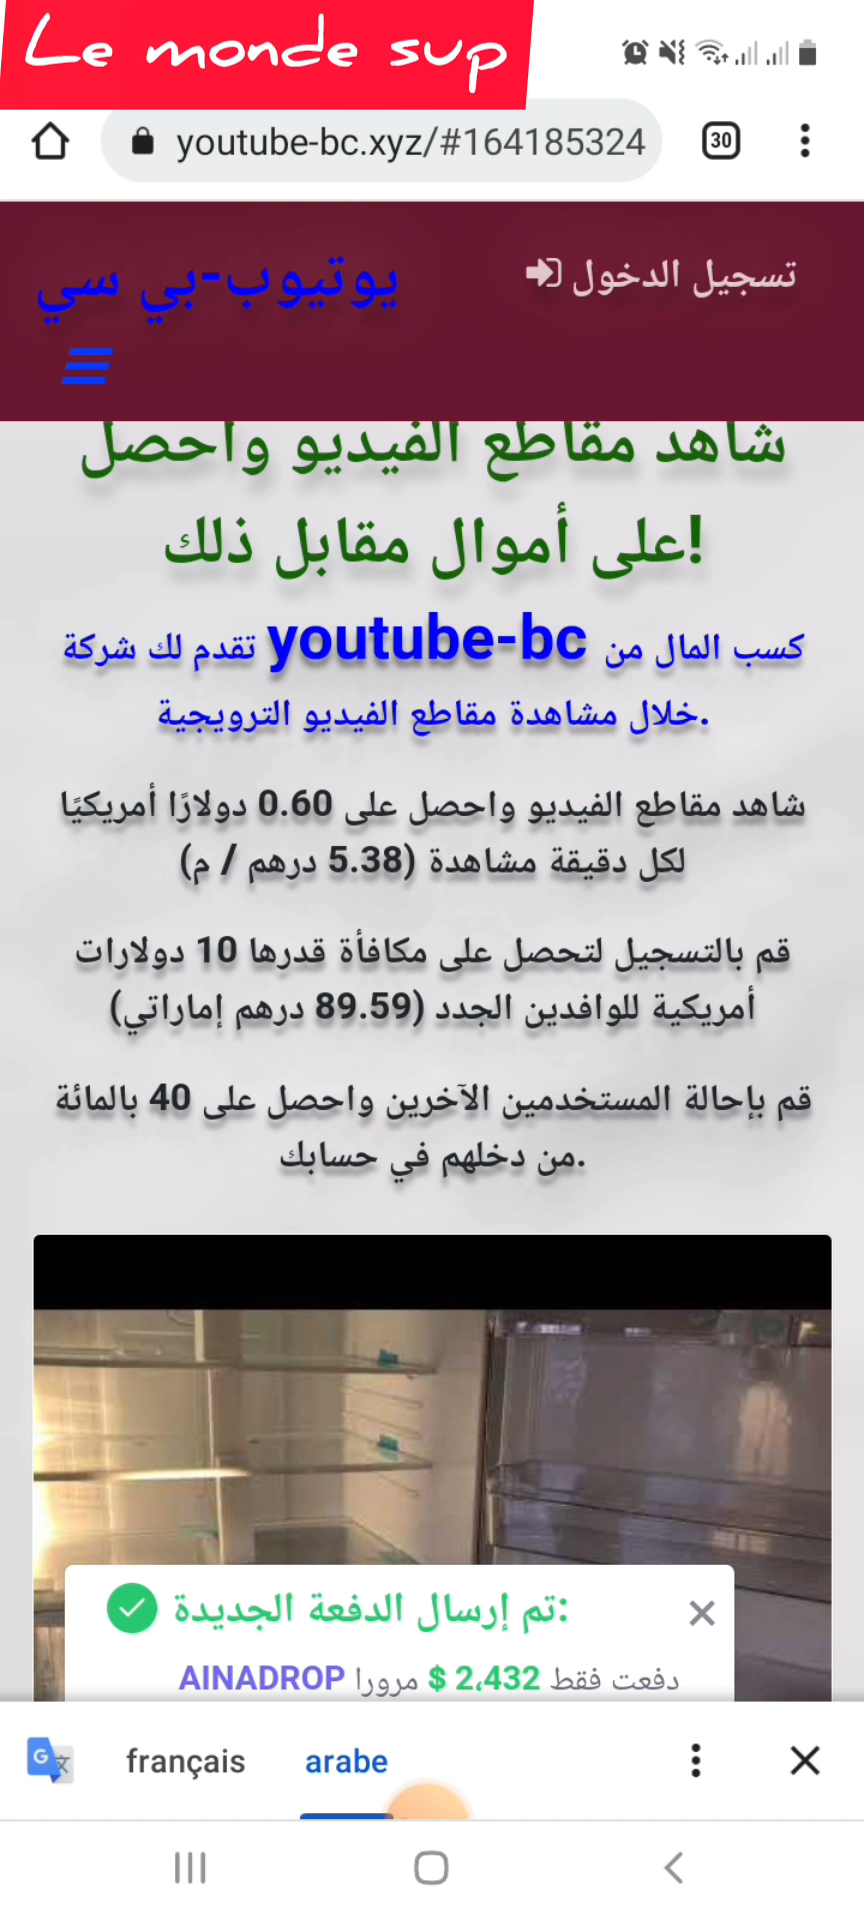 Le monde sup
youtube-bc.xyz/#164185324
30
تسجيل الدخول
يوتيوب-بي سي
شاهد مقاطع الفيديو واحصل
على أموال مقابل ذلك!
تقدم لك شركة youtube-bc كسب المال من
خلال مشاهدة مقاطع الفيديو الترويجية.
شاهد مقاطع الفيديو واحصل على 0.60 دولارًا أمريكيًا
لكل دقيقة مشاهدة (5.38 درهم / م)
قم بالتسجيل لتحصل على مكافأة قدرها 10 دولارات
أمريكية للوافدين الجدد (89.59 درهم إماراتي)
قم بإحالة المستخدمين الآخرين واحصل على 40 بالمائة
من دخلهم في حسابك.
تم إرسال الدفعة الجديدة:
دفعت فقط 2،432 $ مرورا AINADROP
français arabe